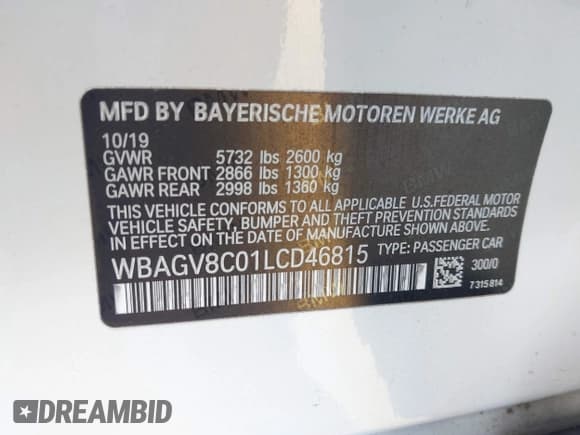 MFD BY BAYERISCHE MOTOREN WERKE AG
10/19
GVWR 5732 lbs 2600 kg
GAWR FRONT 2866 lbs 1300 kg
GAWR REAR 2998 lbs 1360 kg
THIS VEHICLE CONFORMS TO ALL APPLICABLE U.S.FEDERAL MOTOR
VEHICLE SAFETY, BUMPER AND THEFT PREVENTION STANDARDS
IN EFFECT ON THE DATE OF MANUFACTURE SHOWN ABOVE.
WBAGV8C01LCD46815 TYPE: PASSENGER CAR
300/0
7315814
DREAMBID